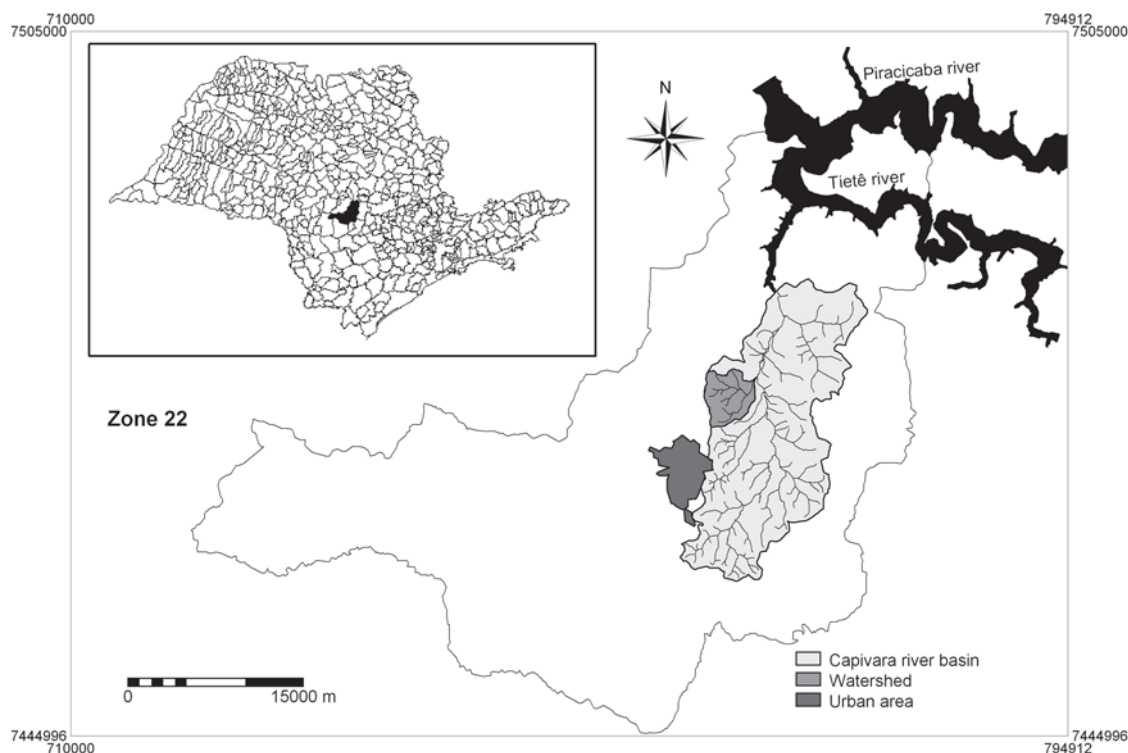 710000
794912
7505000
7505000
Piracicaba river
N
Tietê river
Zone 22
Capivara river basin
Watershed
Urban area
0
15000 m
7444996
7444996
710000
794912